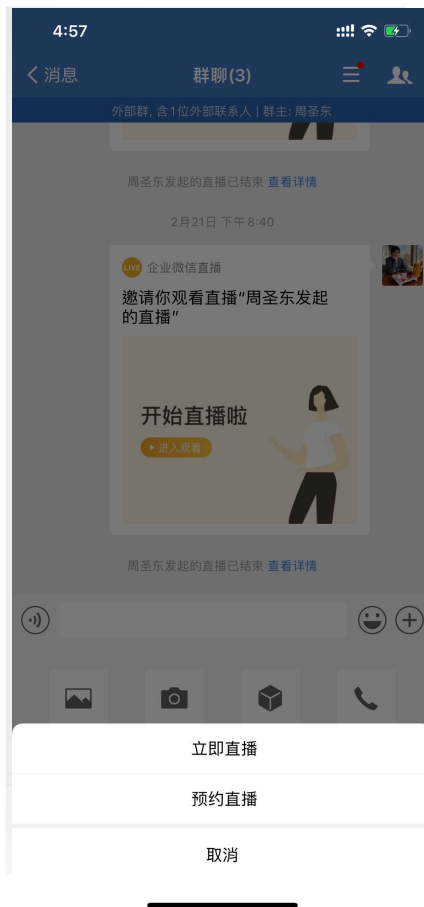 4:57
消息
群聊(3)
外部群, 含1位外部联系人 | 群主: 周圣东
周圣东发起的直播已结束 查看详情
2月21日 下午 8:40
LIVE 企业微信直播
邀请你观看直播“周圣东发起
的直播”
开始直播啦
进入观看
周圣东发起的直播已结束 查看详情
立即直播
预约直播
取消